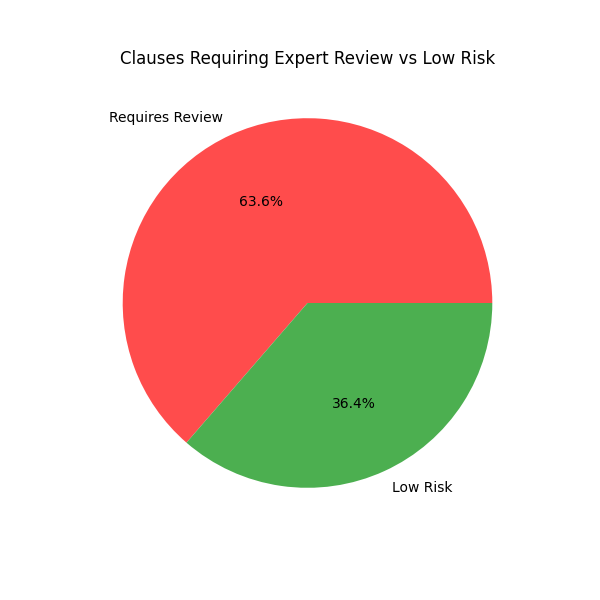 Clauses Requiring Expert Review vs Low Risk
Requires Review
63.6%
36.4%
Low Risk